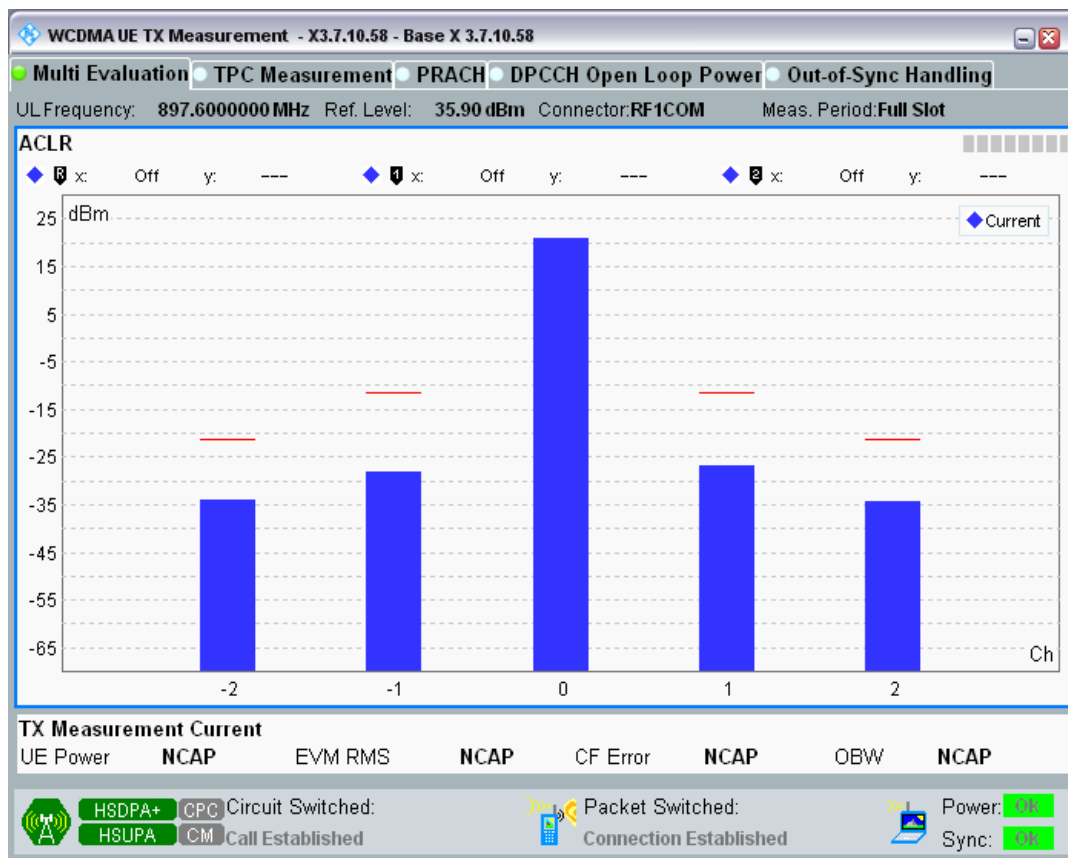 WCDMA UE TX Measurement - X3.7.10.58 - Base X 3.7.10.58
Multi Evaluation TPC Measurement PRACH DPCCH Open Loop Power Out-of-Sync Handling
UL Frequency: 897.6000000 MHz Ref. Level: 35.90 dBm Connector:RF1COM Meas. Period:Full Slot
ACLR
R x: Off y: --- 1 x: Off y: --- 2 x: Off y: ---
dBm
Current
25
15
5
-5
-15
-25
-35
-45
-55
-65
Ch
-2 -1 0 1 2
TX Measurement Current
UE Power NCAP EVM RMS NCAP CF Error NCAP OBW NCAP
HSDPA+ CPC Circuit Switched: Packet Switched: Power: OK
HSUPA CM Call Established Connection Established Sync: OK